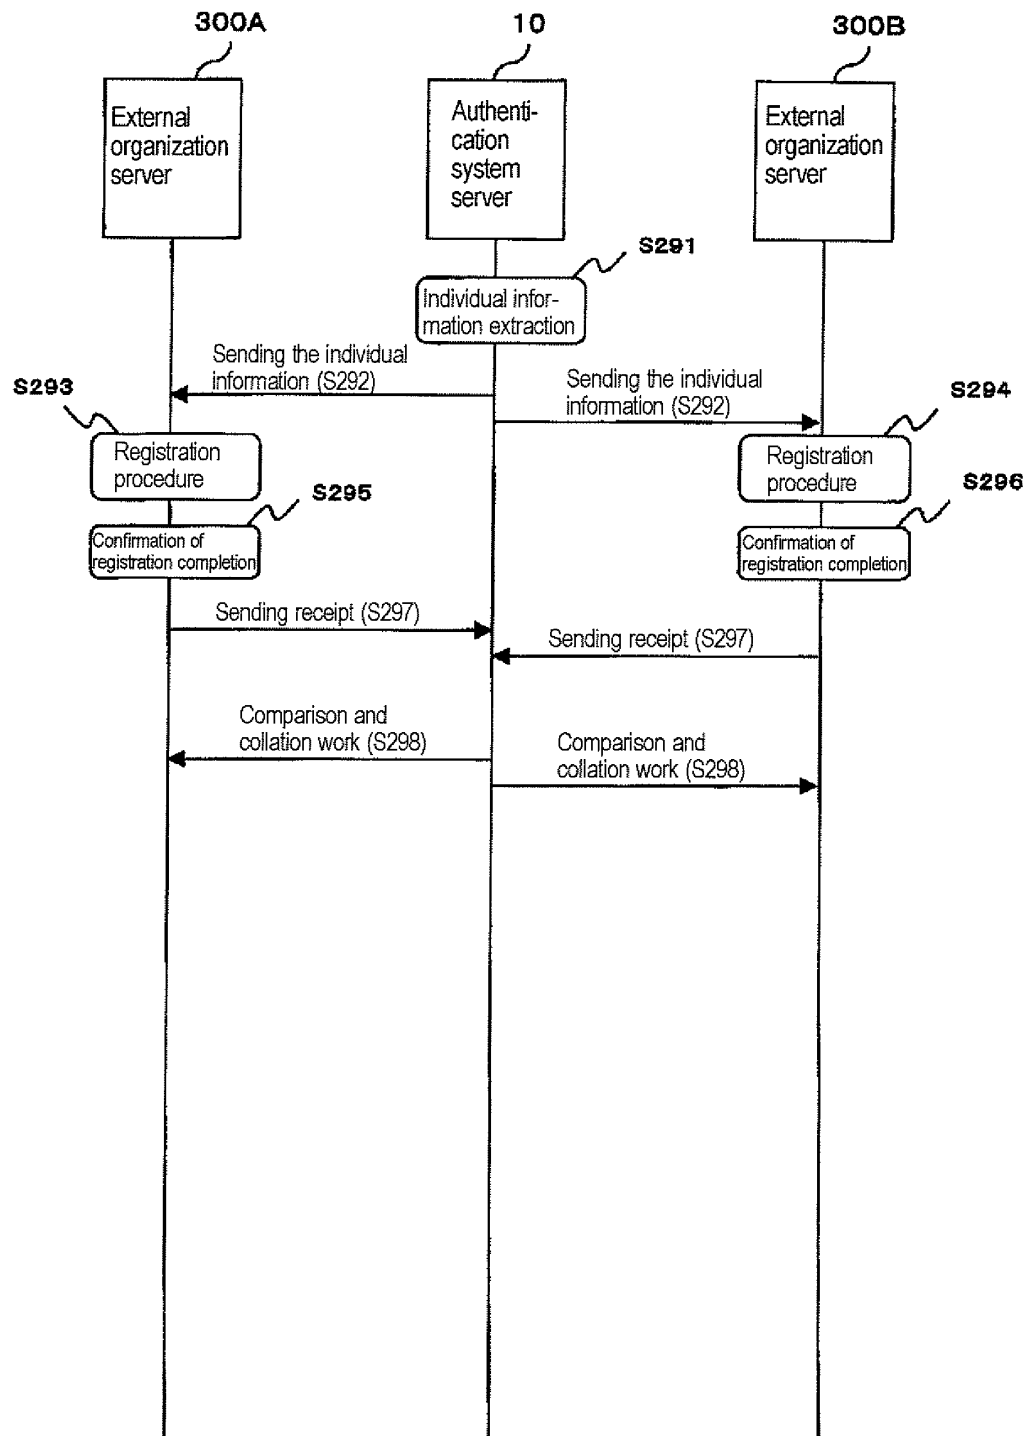 300A
10
300B
External
organization
server
Authenti-
cation
system
server
External
organization
server
S291
Individual infor-
mation extraction
Sending the individual
information (S292)
Sending the individual
information (S292)
S293
S294
Registration
procedure
Registration
procedure
S295
S296
Confirmation of
registration completion
Confirmation of
registration completion
Sending receipt (S297)
Sending receipt (S297)
Comparison and
collation work (S298)
Comparison and
collation work (S298)